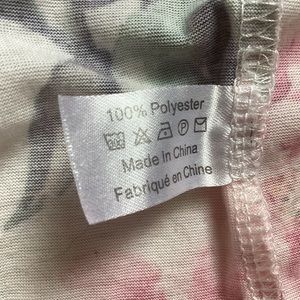 100% Polyester
Made in China
Fabriqué en Chine